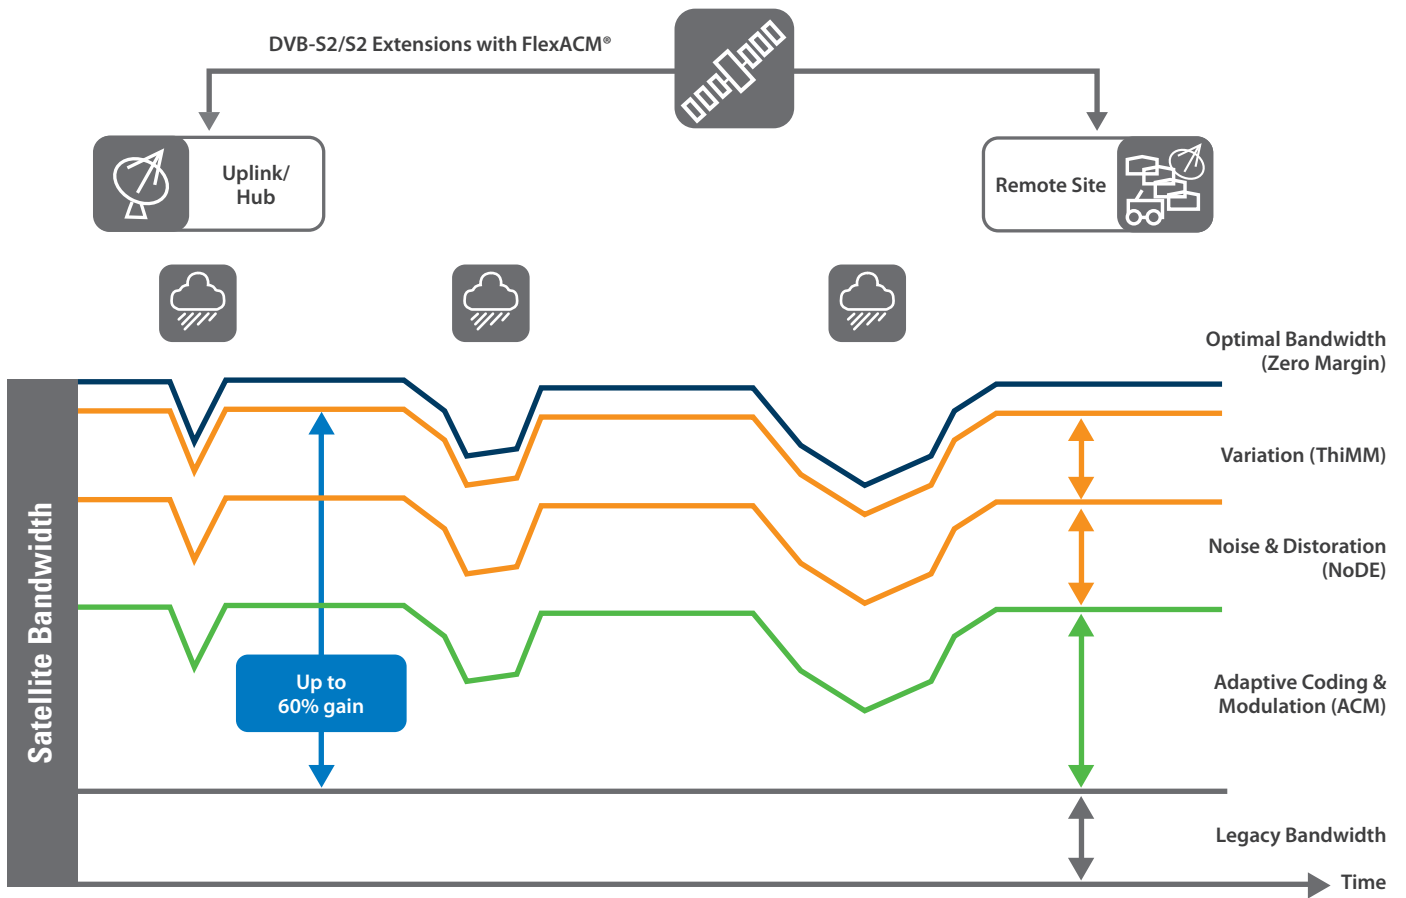 DVB-S2/S2 Extensions with FlexACM®
Uplink/
Hub
Remote Site
Optimal Bandwidth
(Zero Margin)
Variation (ThiMM)
Noise & Distoration
(NoDE)
Adaptive Coding &
Modulation (ACM)
Up to
60% gain
Satellite Bandwidth
Legacy Bandwidth
Time